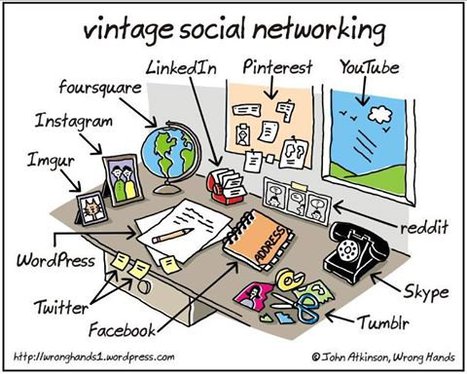 vintage social networking
LinkedIn
Pinterest
YouTube
foursquare
Instagram
Imgur
reddit
WordPress
ADDRESS
Skype
Twitter
Facebook
Tumblr
http://wronghands1.wordpress.com
© John Atkinson, Wrong Hands